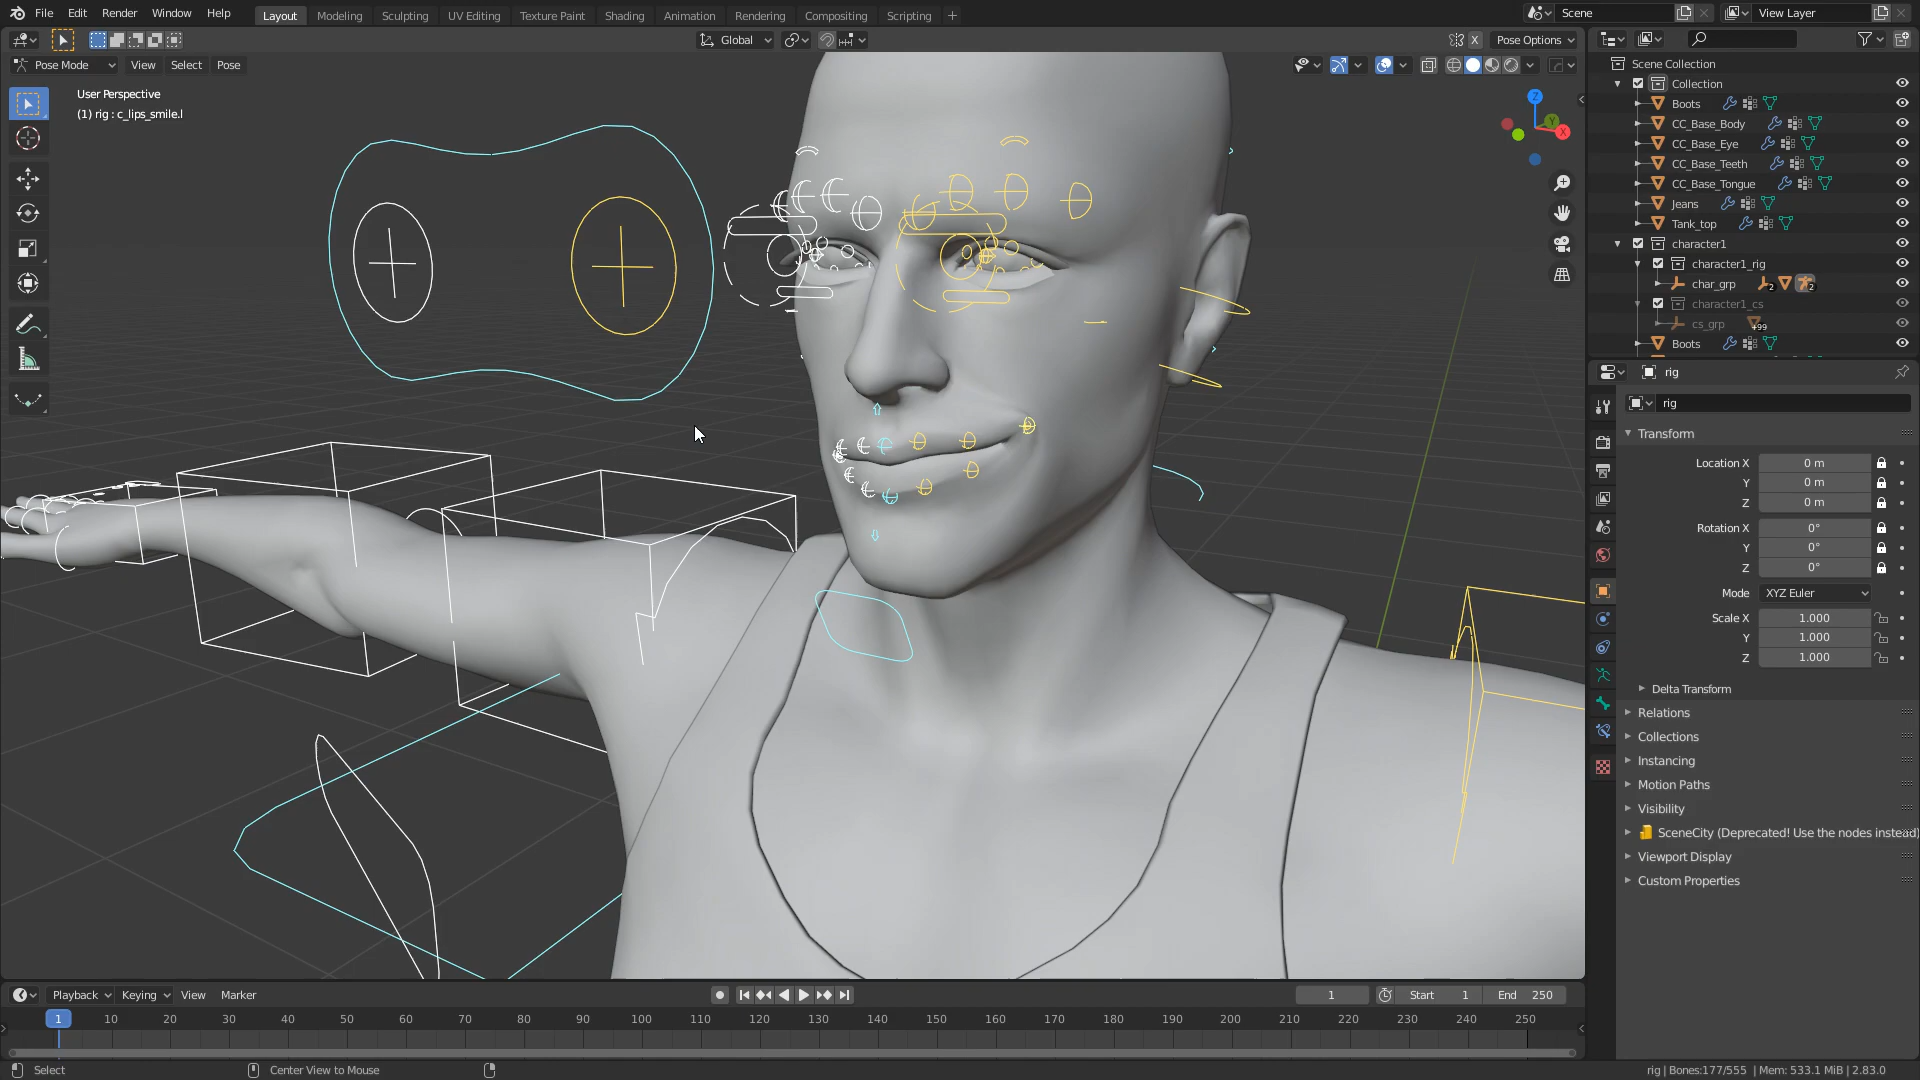 File Edit Render Window Help Layout Modeling Sculpting UV Editing Texture Paint Shading Animation Rendering Compositing Scripting + Scene View Layer
Global X Pose Options
Pose Mode View Select Pose
User Perspective
(1) rig : c_lips_smile.l
Z
Y
X
Scene Collection
Collection
Boots
CC_Base_Body
CC_Base_Eye
CC_Base_Teeth
CC_Base_Tongue
Jeans
Tank_top
character1
character1_rig
char_grp 2 2
character1_cs
cs_grp +99
Boots
rig
rig
Transform
Location X 0 m
Y 0 m
Z 0 m
Rotation X 0°
Y 0°
Z 0°
Mode XYZ Euler
Scale X 1.000
Y 1.000
Z 1.000
Delta Transform
Relations
Collections
Instancing
Motion Paths
Visibility
SceneCity (Deprecated! Use the nodes instead)
Viewport Display
Custom Properties
Playback Keying View Marker 1 Start 1 End 250
1 10 20 30 40 50 60 70 80 90 100 110 120 130 140 150 160 170 180 190 200 210 220 230 240 250
Select Center View to Mouse rig | Bones:177/555 | Mem: 533.1 MiB | 2.83.0